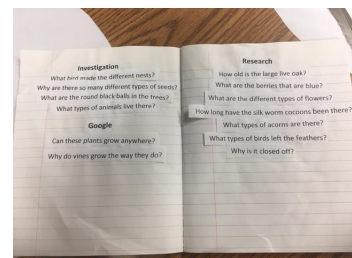 Investigation
What bird made the different nests?
Why are there so many different types of seeds?
What are the round black balls in the trees?
What types of animals live there?
Google
Can these plants grow anywhere?
Why do vines grow the way they do?
Research
How old is the large live oak?
What are the berries that are blue?
What are the different types of flowers?
How long have the silk worm cocoons been there?
What types of acorns are there?
What types of birds left the feathers?
Why is it closed off?